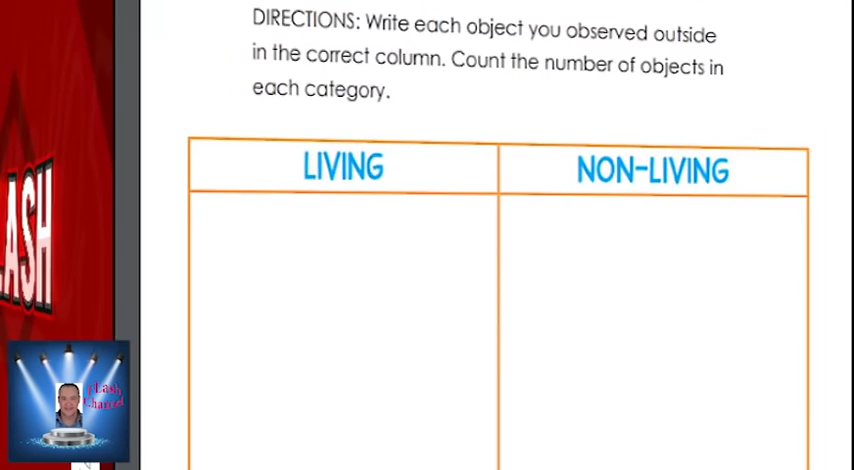 DIRECTIONS: Write each object you observed outside
in the correct column. Count the number of objects in
each category.
LIVING
NON-LIVING
ASH
Flash
Channel